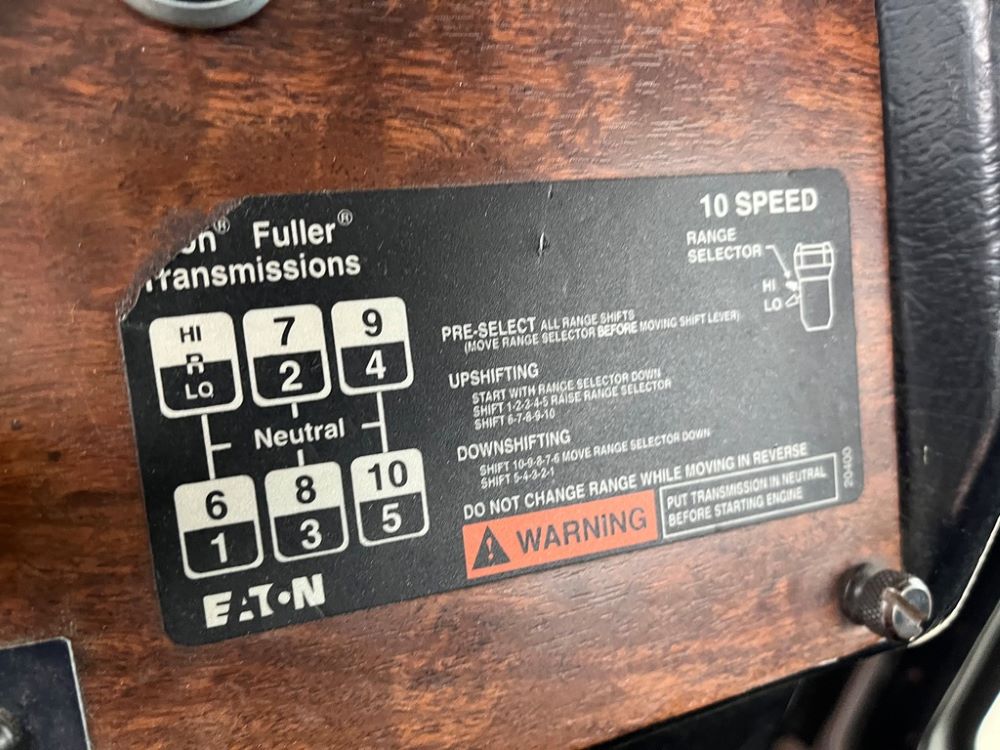 Fuller®
Transmissions
10 SPEED
RANGE
SELECTOR
HI
LO
HI
R
LO
7
2
9
4
Neutral
6
1
8
3
10
5
PRE-SELECT ALL RANGE SHIFTS
(MOVE RANGE SELECTOR BEFORE MOVING SHIFT LEVER)
UPSHIFTING
START WITH RANGE SELECTOR DOWN
SHIFT 1-2-3-4-5 RAISE RANGE SELECTOR
SHIFT 6-7-8-9-10
DOWNSHIFTING
SHIFT 10-9-8-7-6 MOVE RANGE SELECTOR DOWN
SHIFT 5-4-3-2-1
DO NOT CHANGE RANGE WHILE MOVING IN REVERSE
WARNING
PUT TRANSMISSION IN NEUTRAL
BEFORE STARTING ENGINE
20400
EATON